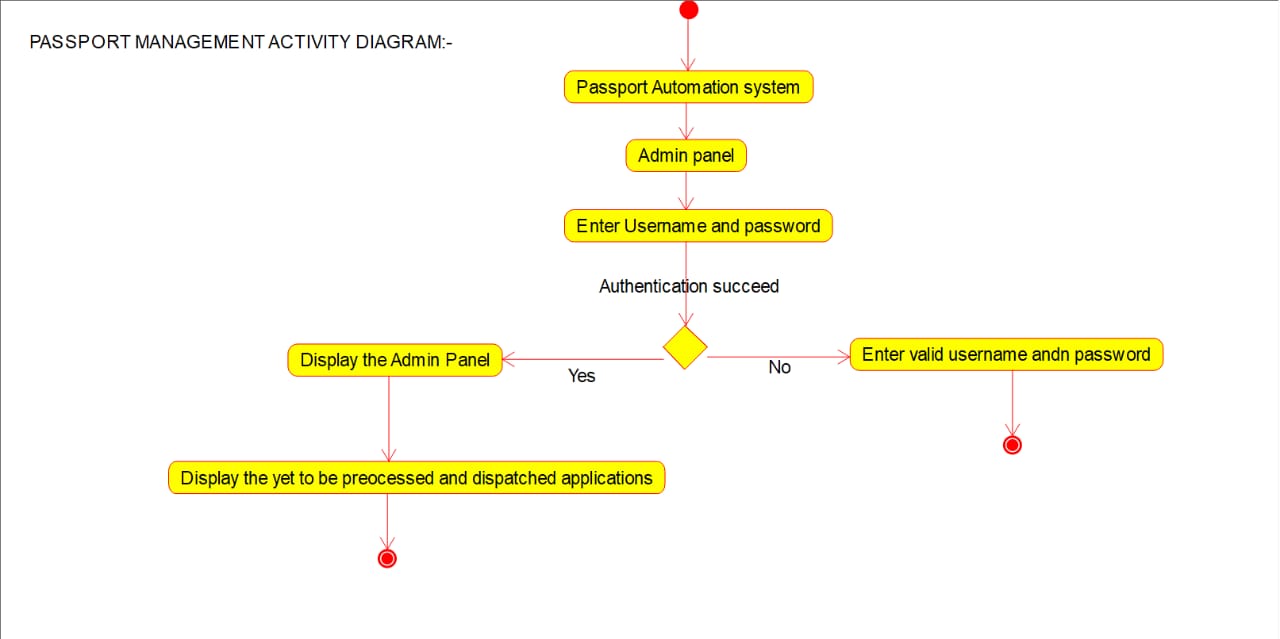 PASSPORT MANAGEMENT ACTIVITY DIAGRAM:-
Passport Automation system
Admin panel
Enter Username and password
Authentication succeed
Display the Admin Panel
Yes
No
Enter valid username andn password
Display the yet to be preocessed and dispatched applications